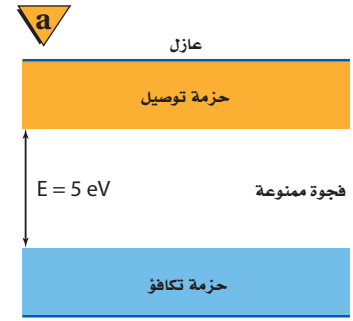 a
عازل
حزمة توصيل
E = 5 eV
فجوة ممنوعة
حزمة تكافؤ